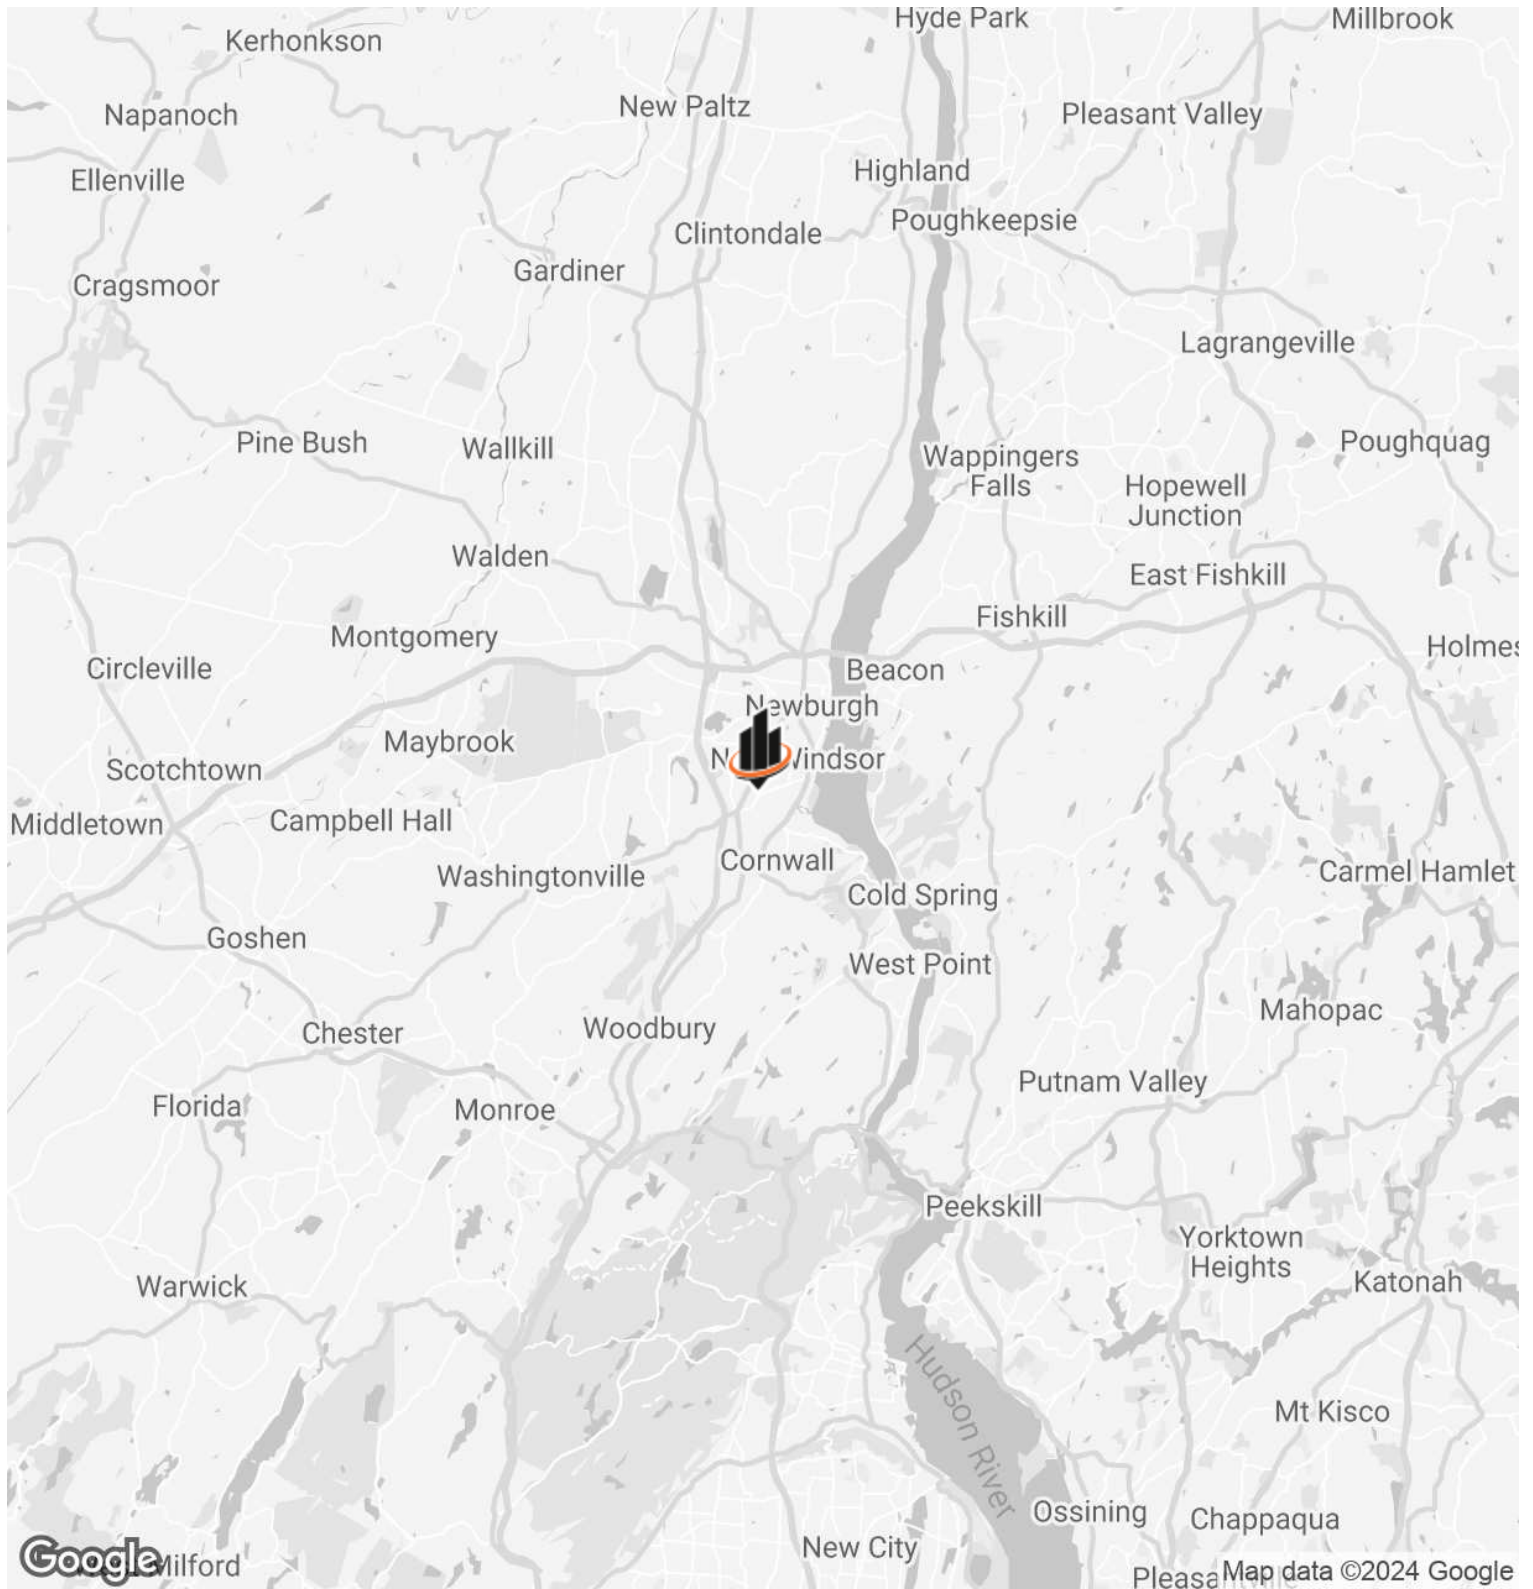 Hyde Park
Millbrook
Kerhonkson
New Paltz
Napanoch
Pleasant Valley
Highland
Ellenville
Poughkeepsie
Clintondale
Gardiner
Cragsmoor
Lagrangeville
Pine Bush
Wallkill
Poughquag
Wappingers
Falls
Hopewell
Junction
Walden
East Fishkill
Fishkill
Montgomery
Holmes
Circleville
Beacon
Newburgh
Maybrook
Windsor
Scotchtown
Middletown
Campbell Hall
Cornwall
Carmel Hamlet
Washingtonville
Cold Spring
Goshen
West Point
Mahopac
Woodbury
Chester
Putnam Valley
Florida
Monroe
Peekskill
Yorktown
Heights
Katonah
Warwick
Hudson River
Mt Kisco
Ossining
Chappaqua
New City
Google
Milford
Map data ©2024 Google